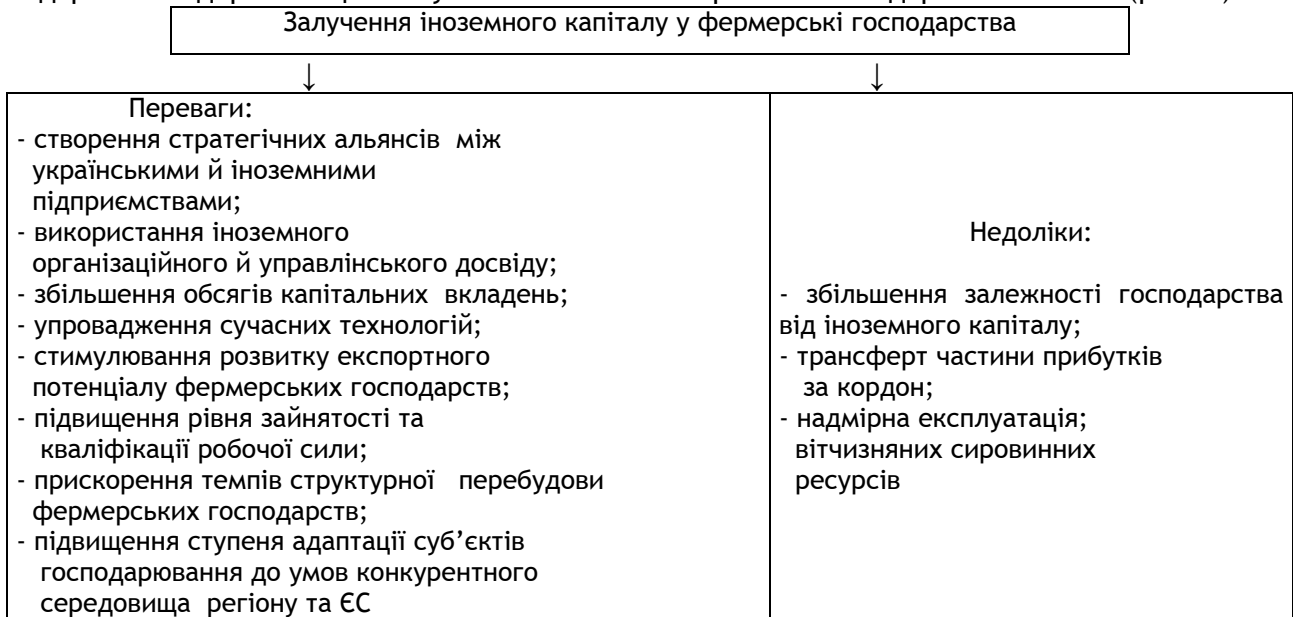 Залучення іноземного капіталу у фермерські господарства
↓ ↓
Переваги:
- створення стратегічних альянсів між
українськими й іноземними
підприємствами;
- використання іноземного
організаційного й управлінського досвіду;
- збільшення обсягів капітальних вкладень;
- упровадження сучасних технологій;
- стимулювання розвитку експортного
потенціалу фермерських господарств;
- підвищення рівня зайнятості та
кваліфікації робочої сили;
- прискорення темпів структурної перебудови
фермерських господарств;
- підвищення ступеня адаптації суб’єктів
господарювання до умов конкурентного
середовища регіону та ЄС
Недоліки:
- збільшення залежності господарства
від іноземного капіталу;
- трансферт частини прибутків
за кордон;
- надмірна експлуатація;
вітчизняних сировинних
ресурсів